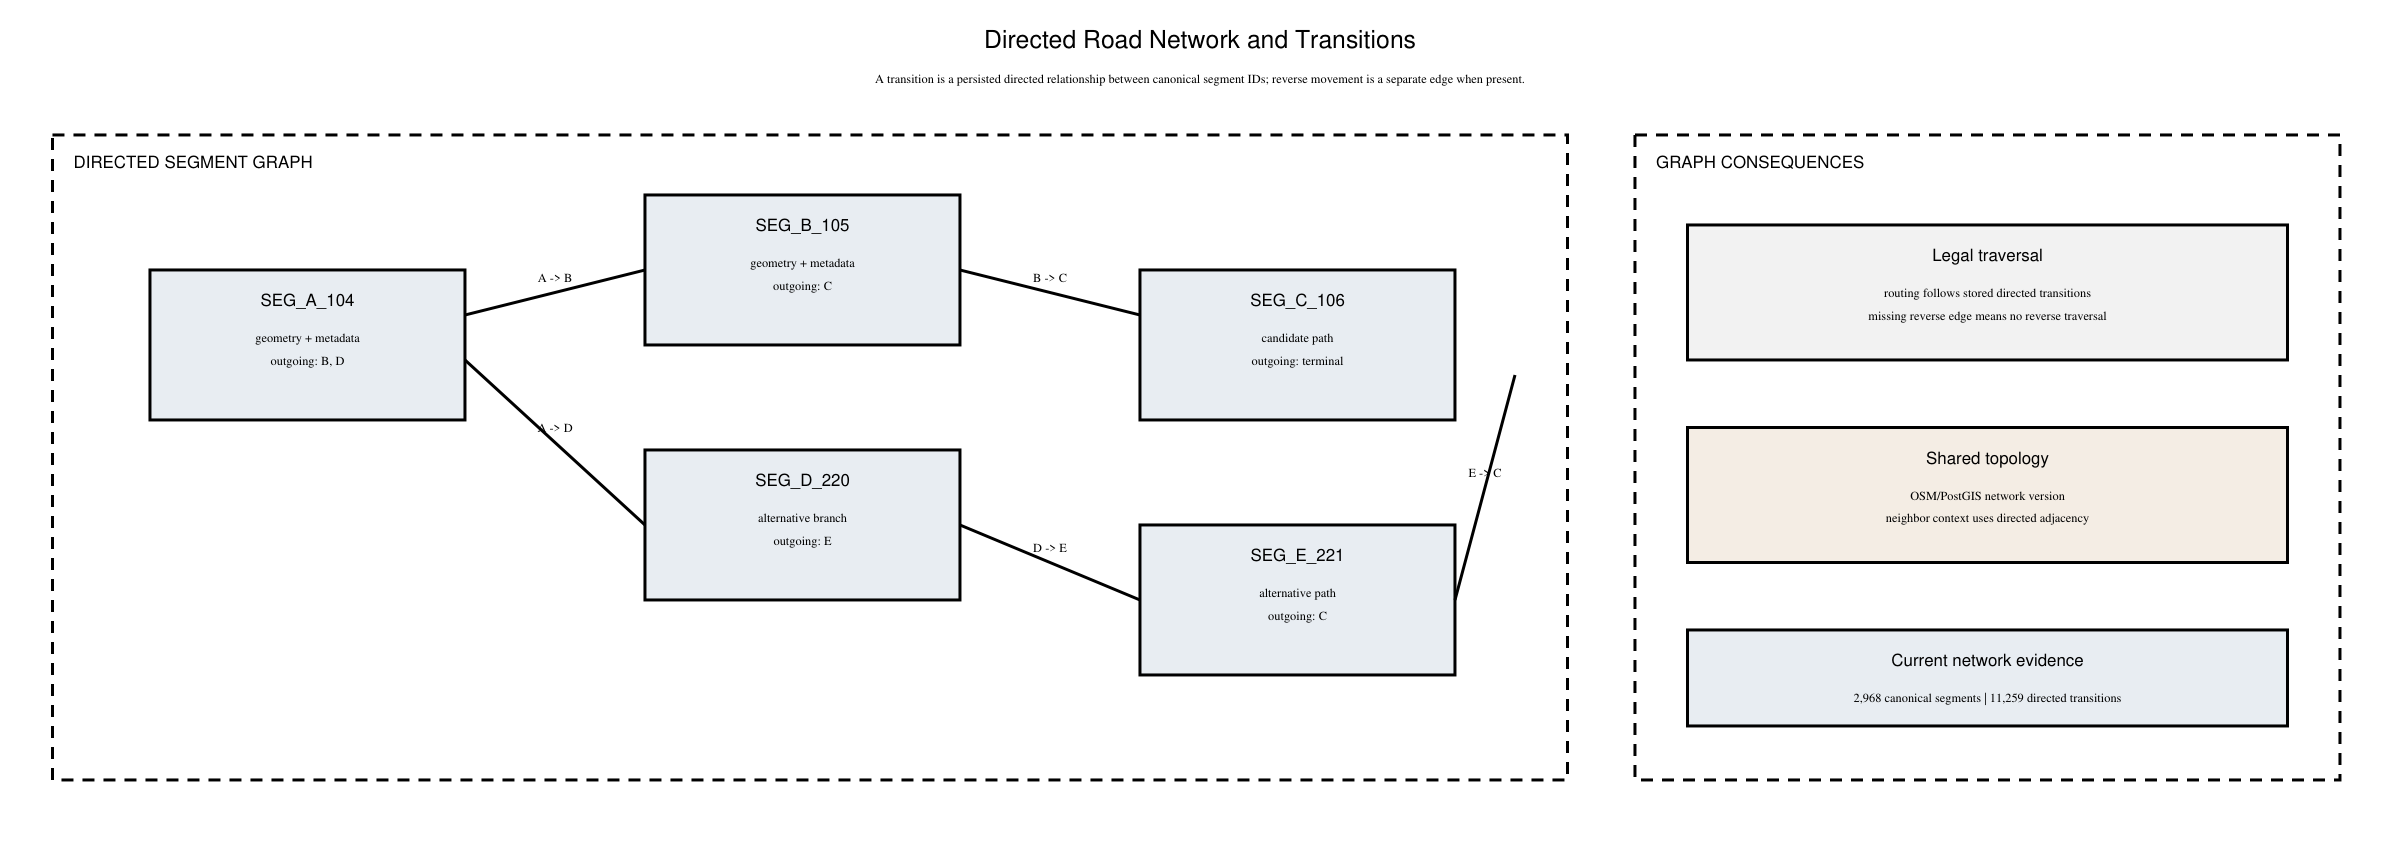 Directed Road Network and Transitions
A transition is a persisted directed relationship between canonical segment IDs; reverse movement is a separate edge when present.
DIRECTED SEGMENT GRAPH
SEG_A_104
geometry + metadata
outgoing: B, D
A -> B
A -> D
SEG_B_105
geometry + metadata
outgoing: C
B -> C
SEG_D_220
alternative branch
outgoing: E
D -> E
SEG_C_106
candidate path
outgoing: terminal
SEG_E_221
alternative path
outgoing: C
E -> C
GRAPH CONSEQUENCES
Legal traversal
routing follows stored directed transitions
missing reverse edge means no reverse traversal
Shared topology
OSM/PostGIS network version
neighbor context uses directed adjacency
Current network evidence
2,968 canonical segments | 11,259 directed transitions